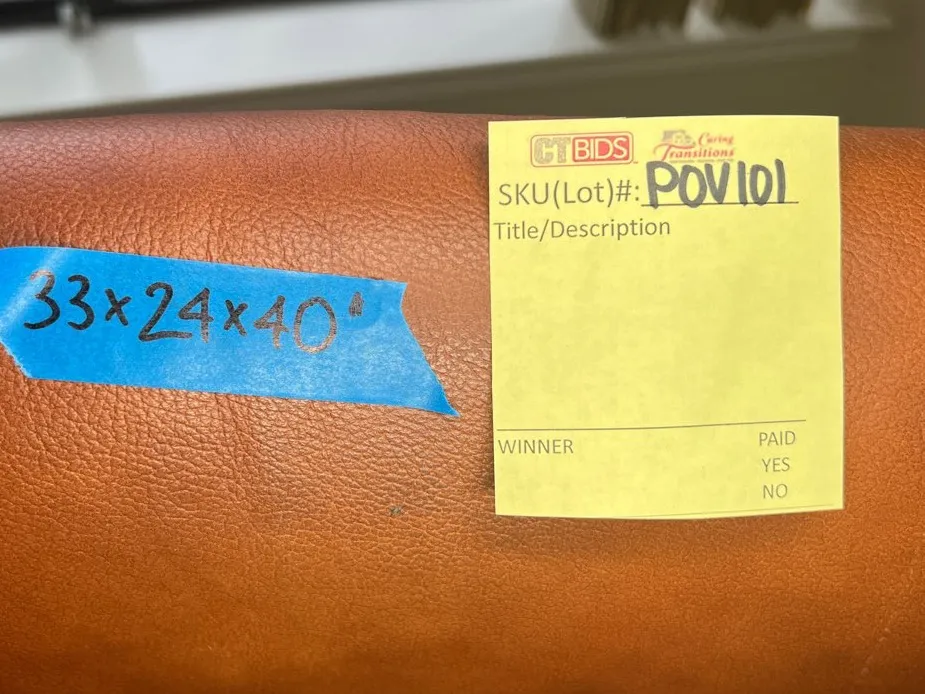 33x24x40"
CTBIDS
Caring
Transitions
SKU(Lot)#: POV101
Title/Description
WINNER
PAID
YES
NO